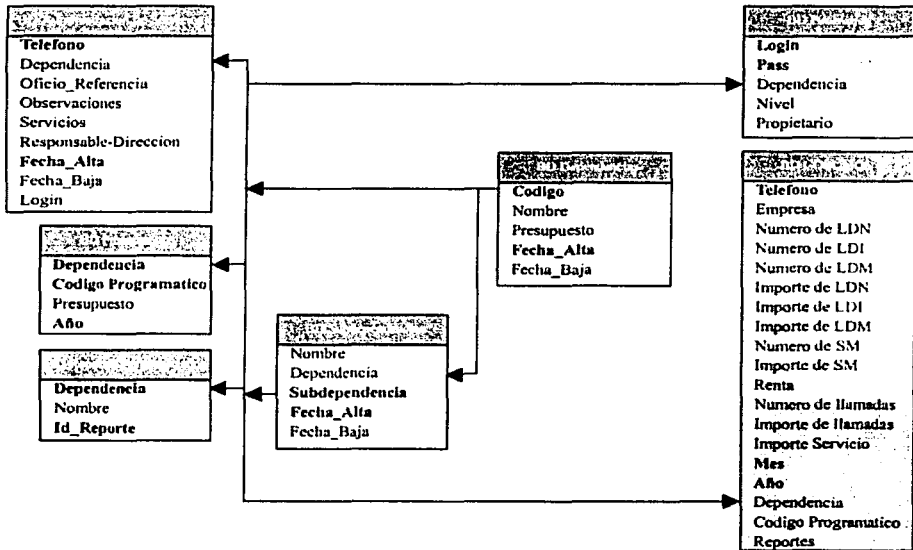 Telefono
Dependencia
Oficio_Referencia
Observaciones
Servicios
Responsable-Direccion
Fecha_Alta
Fecha_Baja
Login
Dependencia
Codigo Programatico
Presupuesto
Año
Dependencia
Nombre
Id_Reporte
Nombre
Dependencia
Subdependencia
Fecha_Alta
Fecha_Baja
Codigo
Nombre
Presupuesto
Fecha_Alta
Fecha_Baja
Login
Pass
Dependencia
Nivel
Propietario
Telefono
Empresa
Numero de LDN
Numero de LDI
Numero de LDM
Importe de LDN
Importe de LDI
Importe de LDM
Numero de SM
Importe de SM
Renta
Numero de llamadas
Importe de llamadas
Importe Servicio
Mes
Año
Dependencia
Codigo Programatico
Reportes